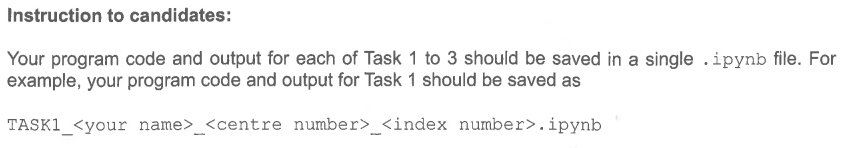 Instruction to candidates:
Your program code and output for each of Task 1 to 3 should be saved in a single .ipynb file. For
example, your program code and output for Task 1 should be saved as
TASK1_<your name>_<centre number>_<index number>.ipynb